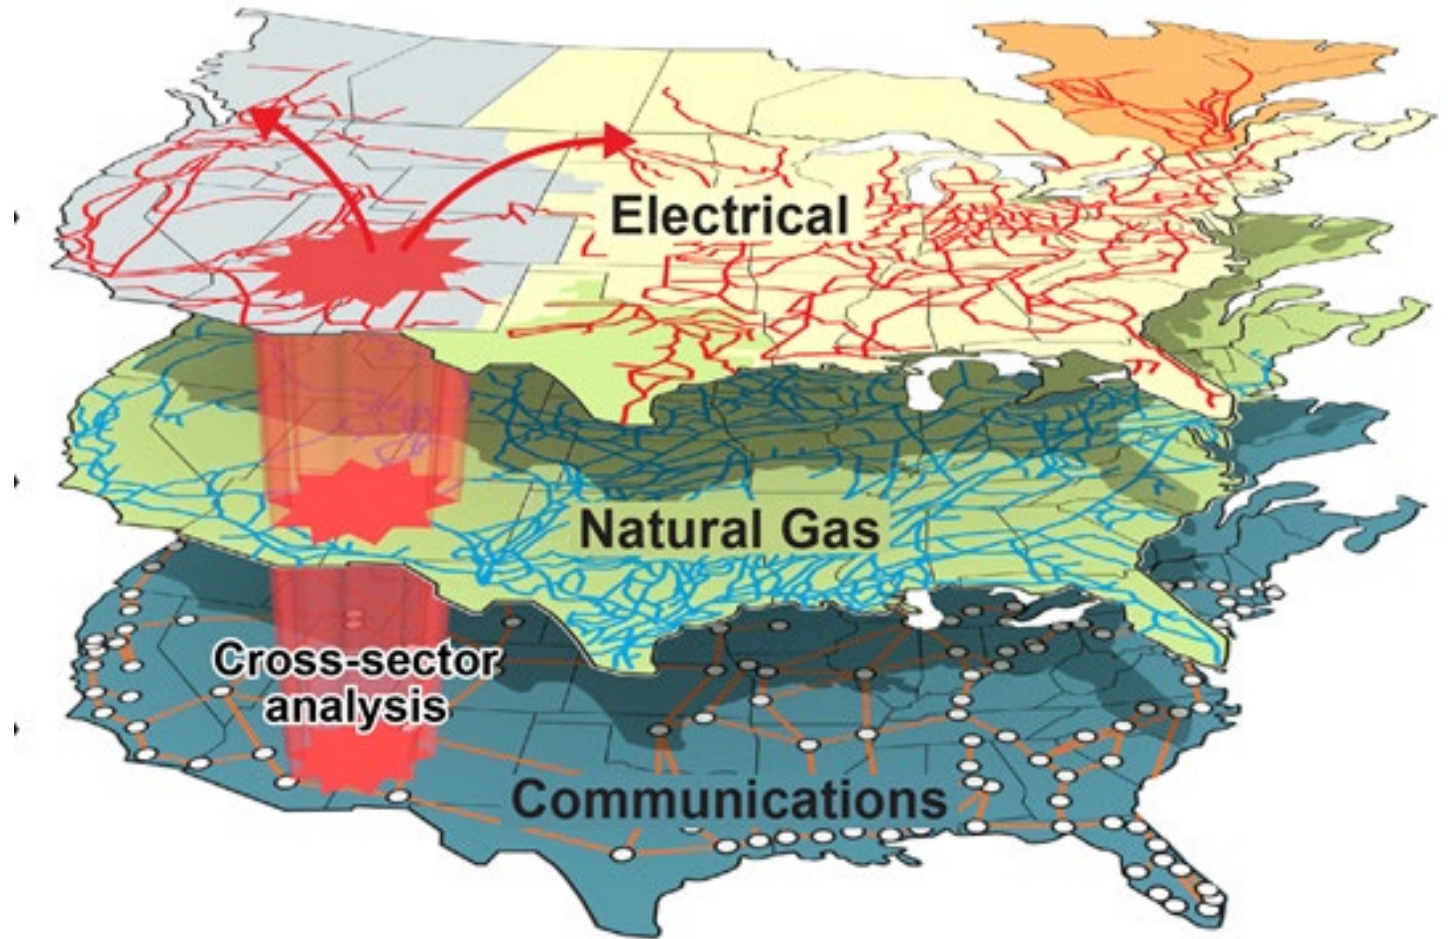 Electrical
Natural Gas
Cross-sector
analysis
Communications